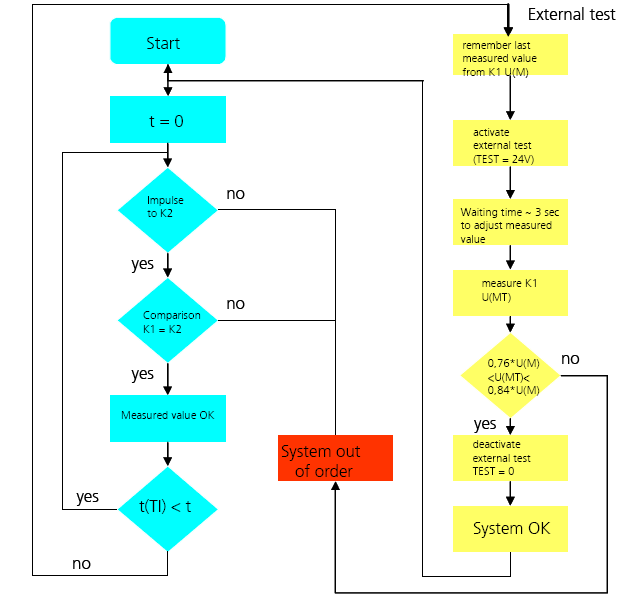 External test
Start
t = 0
Impulse
to K2
no
yes
Comparison
K1 = K2
no
yes
Measured value OK
t(TI) < t
yes
no
System out
of order
remember last
measured value
from K1 U(M)
activate
external test
(TEST = 24V)
Waiting time ~ 3 sec
to adjust measured
value
measure K1
U(MT)
0,76*U(M)
<U(MT)<
0,84*U(M)
no
yes
deactivate
external test
TEST = 0
System OK